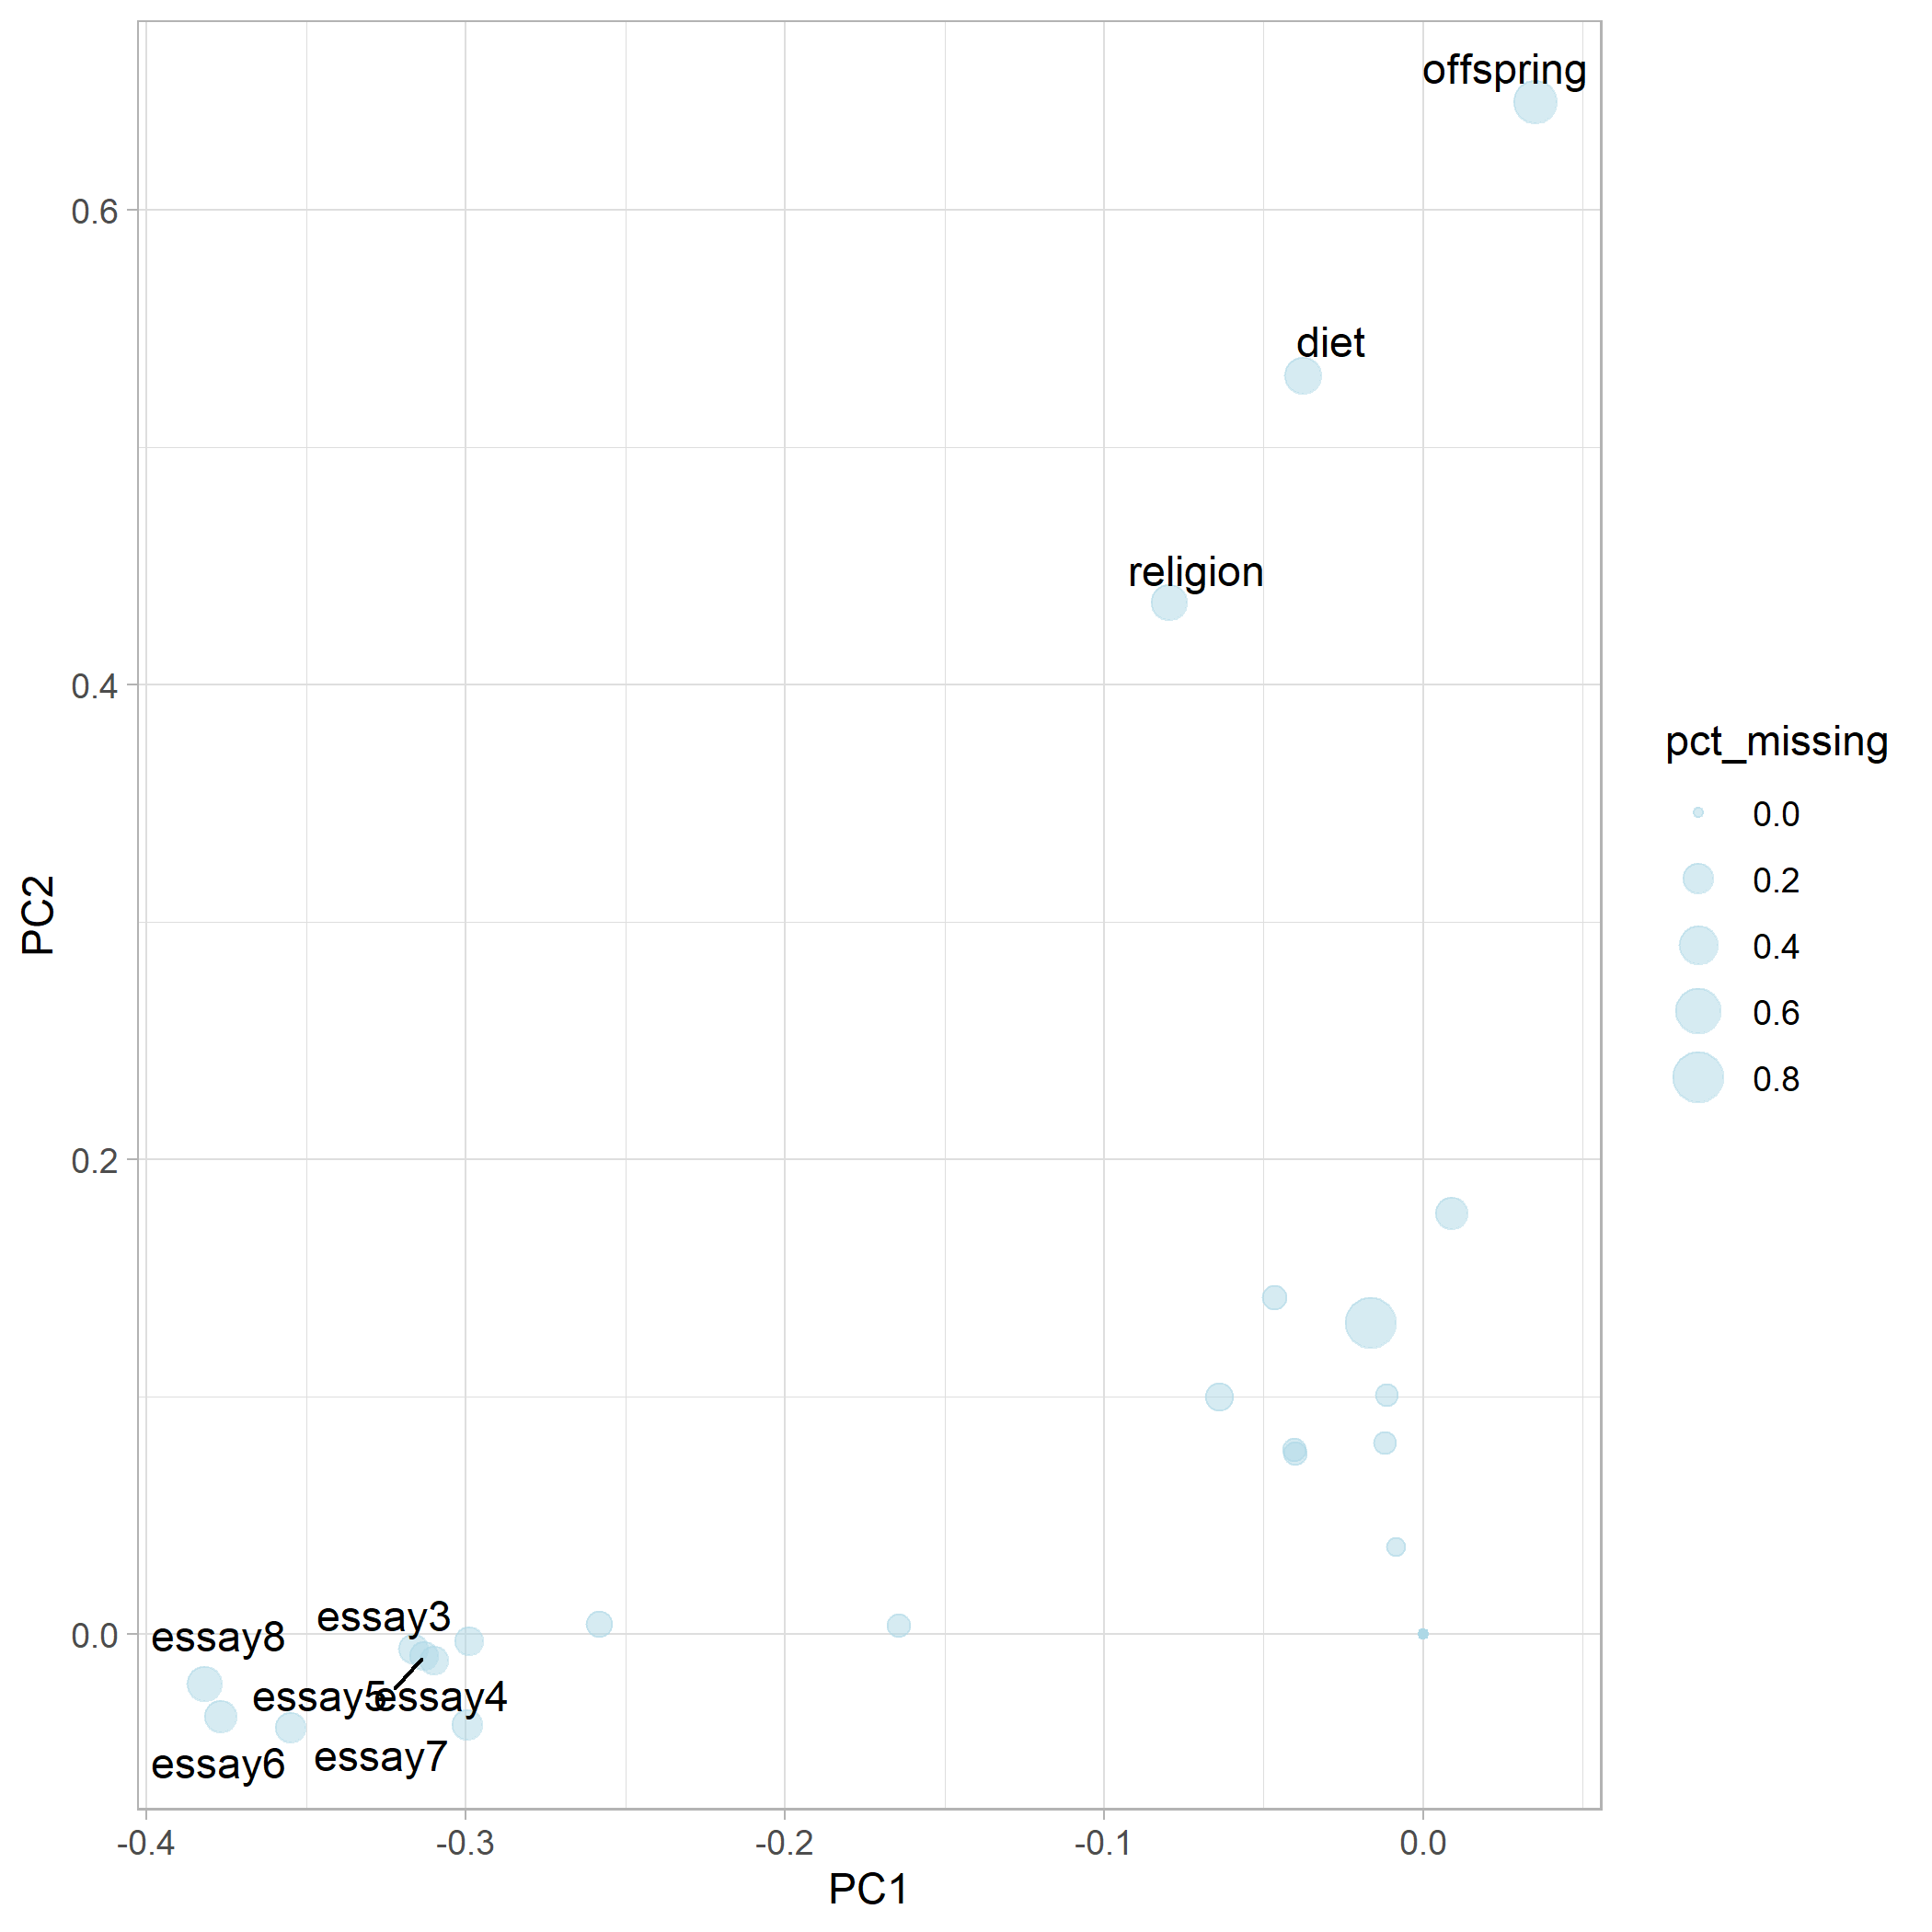 offspring
diet
religion
essay3
essay8
essay5
essay4
essay6
essay7
0.6
0.4
0.2
0.0
-0.4
-0.3
-0.2
-0.1
0.0
PC1
PC2
pct_missing
0.0
0.2
0.4
0.6
0.8